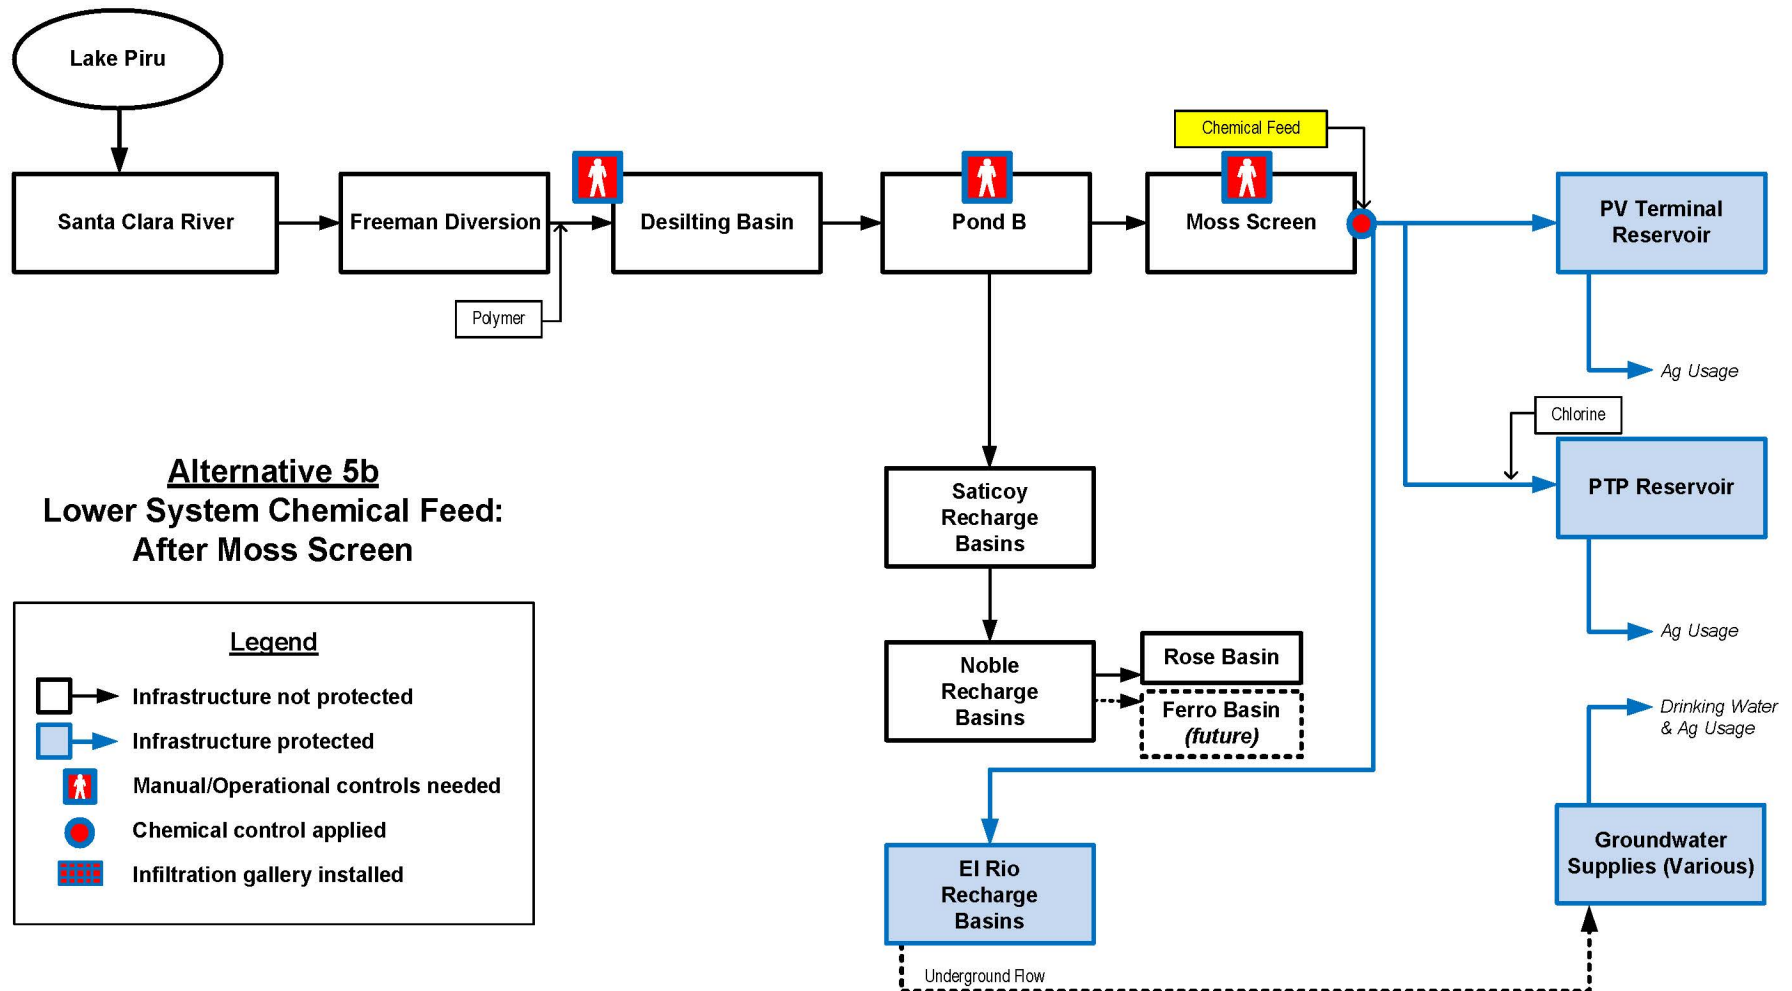 Lake Piru
Chemical Feed
Santa Clara River
Freeman Diversion
Desilting Basin
Pond B
Moss Screen
PV Terminal
Reservoir
Polymer
Ag Usage
Chlorine
Alternative 5b
Lower System Chemical Feed:
After Moss Screen
Saticoy
Recharge
Basins
PTP Reservoir
Legend
Infrastructure not protected
Infrastructure protected
Manual/Operational controls needed
Chemical control applied
Infiltration gallery installed
Noble
Recharge
Basins
Rose Basin
Ferro Basin
(future)
Ag Usage
Drinking Water
& Ag Usage
El Rio
Recharge
Basins
Groundwater
Supplies (Various)
Underground Flow